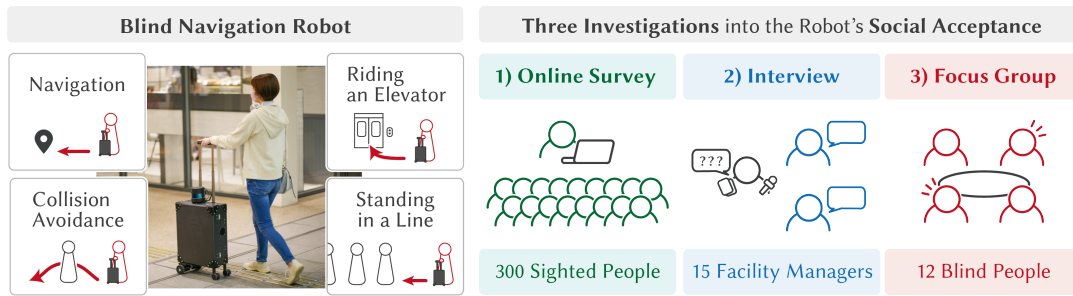 Blind Navigation Robot
Navigation
Riding
an Elevator
Collision
Avoidance
Standing
in a Line
Three Investigations into the Robot's Social Acceptance
1) Online Survey
2) Interview
3) Focus Group
???
300 Sighted People
15 Facility Managers
12 Blind People